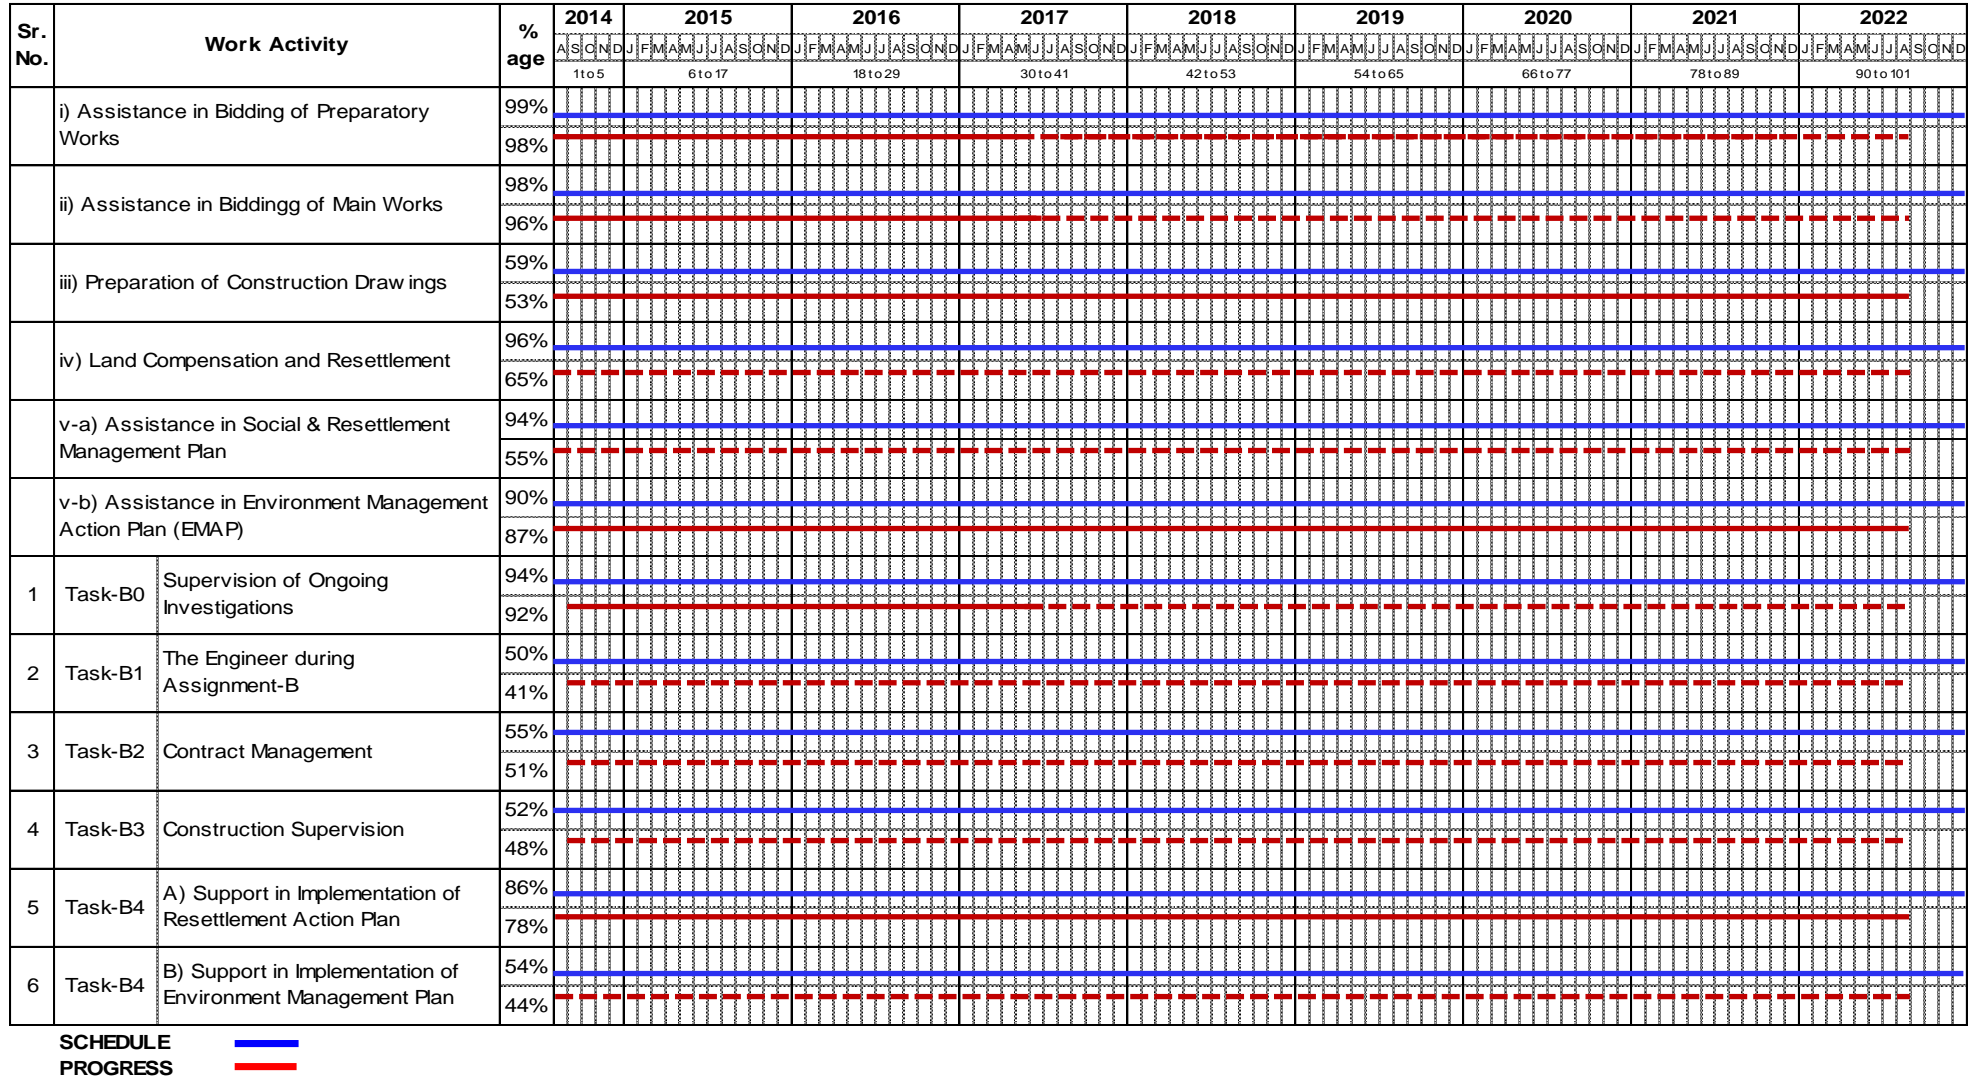 Sr. No.
Work Activity
% age
2014 2015 2016 2017 2018 2019 2020 2021 2022
A S O N D J F M A M J J A S O N D J F M A M J J A S O N D J F M A M J J A S O N D J F M A M J J A S O N D J F M A M J J A S O N D J F M A M J J A S O N D J F M A M J J A S O N D J F M A M J J A S O N D
1 to 5 6 to 17 18 to 29 30 to 41 42 to 53 54 to 65 66 to 77 78 to 89 90 to 101
i) Assistance in Bidding of Preparatory
Works
99%
98%
ii) Assistance in Biddingg of Main Works
98%
96%
iii) Preparation of Construction Drawings
59%
53%
iv) Land Compensation and Resettlement
96%
65%
v-a) Assistance in Social & Resettlement
Management Plan
94%
55%
v-b) Assistance in Environment Management
Action Plan (EMAP)
90%
87%
1 Task-B0 Supervision of Ongoing
Investigations
94%
92%
2 Task-B1 The Engineer during
Assignment-B
50%
41%
3 Task-B2 Contract Management
55%
51%
4 Task-B3 Construction Supervision
52%
48%
5 Task-B4 A) Support in Implementation of
Resettlement Action Plan
86%
78%
6 Task-B4 B) Support in Implementation of
Environment Management Plan
54%
44%
SCHEDULE
PROGRESS